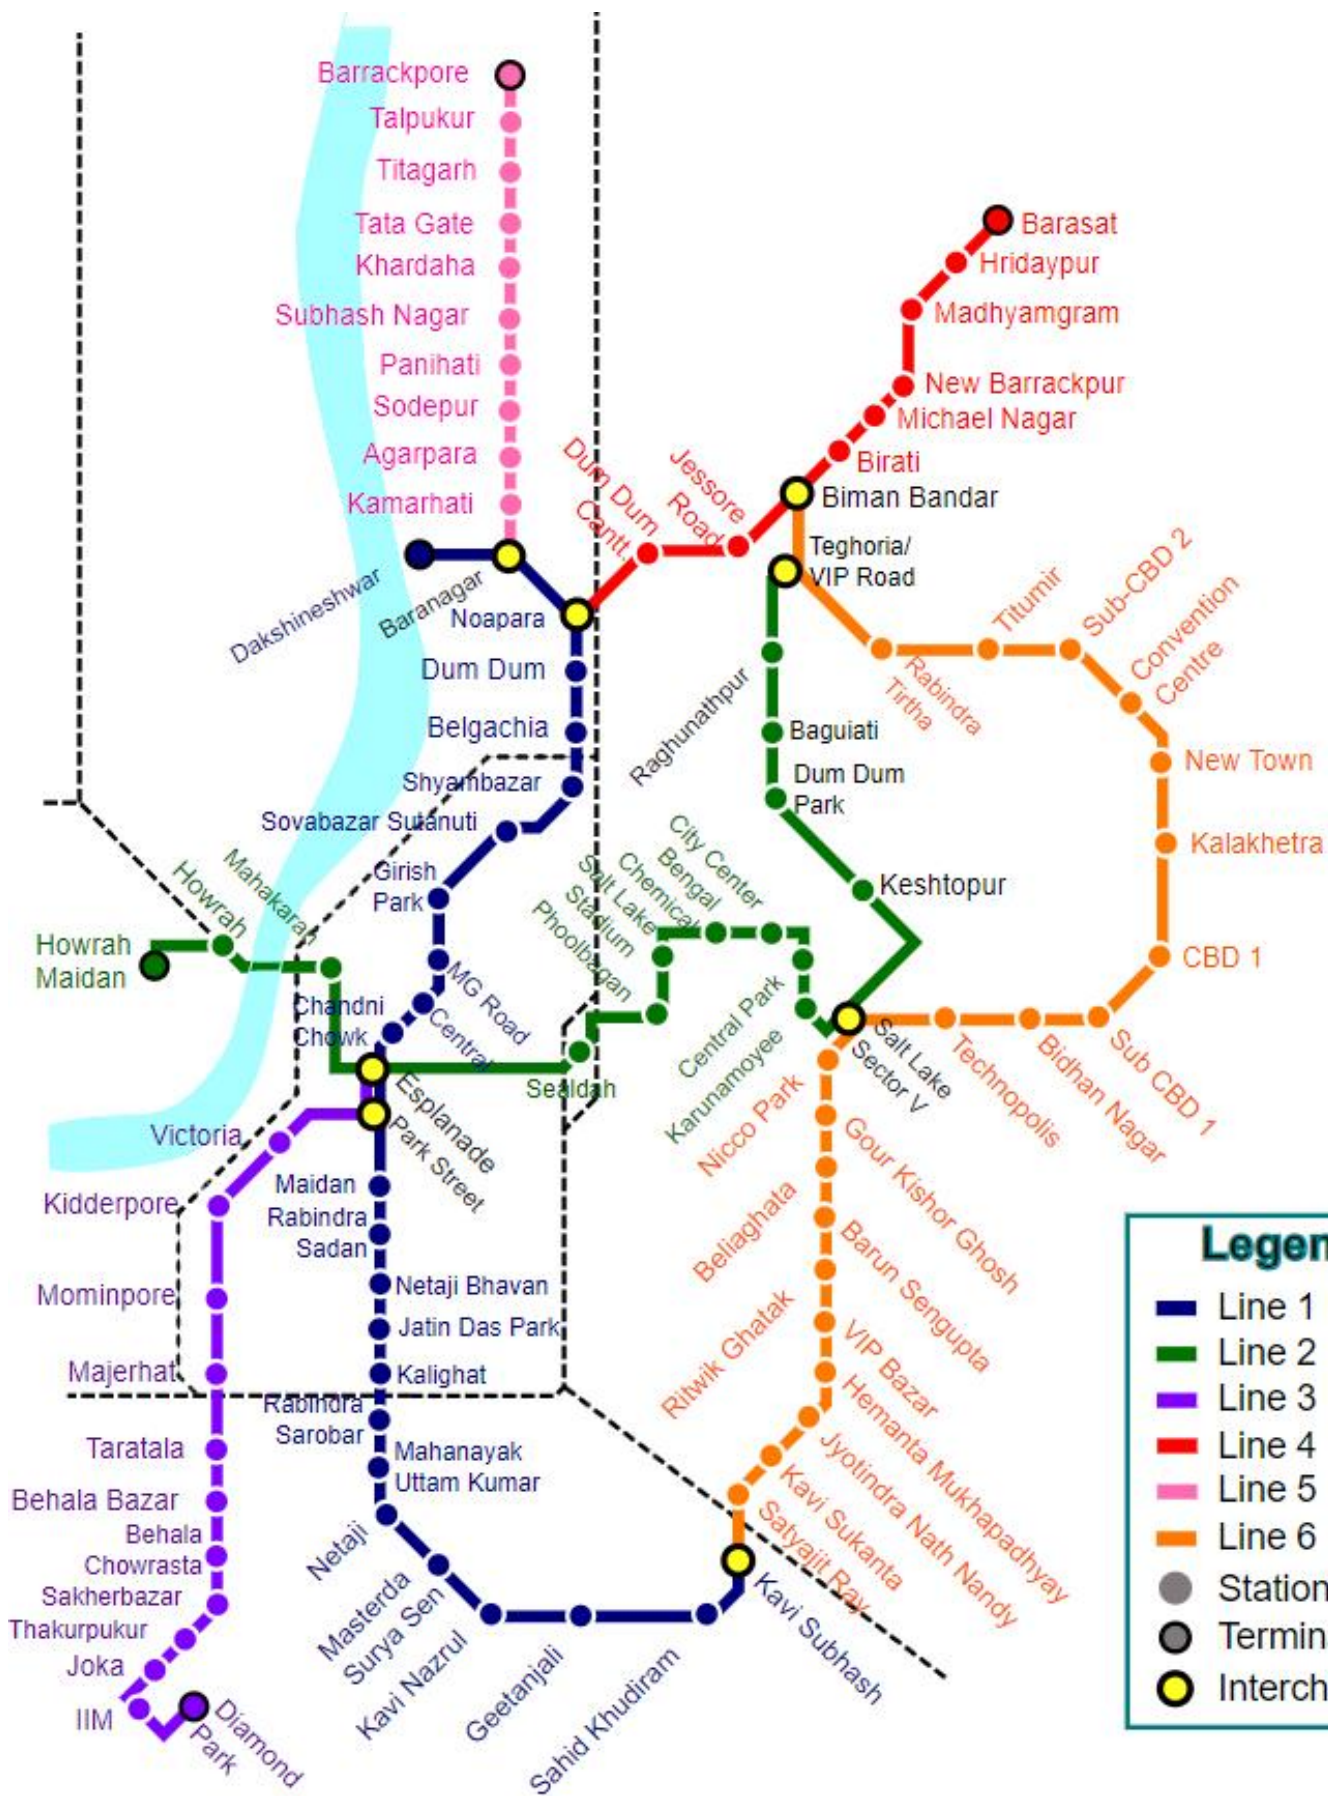 Barrackpore
Talpukur
Titagarh
Tata Gate
Khardaha
Subhash Nagar
Panihati
Sodepur
Agarpara
Kamarhati
Barasat
Hridaypur
Madhyamgram
New Barrackpur
Michael Nagar
Birati
Biman Bandar
Jessore
Road
Dum Dum
Cantt.
Dakshineshwar
Baranagar
Noapara
Dum Dum
Belgachia
Shyambazar
Sovabazar Sutanuti
Girish
Park
MG Road
Central
Chandni
Chowk
Esplanade
Park Street
Howrah
Maidan
Howrah
Mahakaran
Sealdah
Phoolbagan
Salt Lake
Stadium
Bengal
Chemical
City Center
Central Park
Karunamoyee
Salt Lake
Sector V
Keshtopur
Dum Dum
Park
Baguiati
Raghunathpur
Teghoria/
VIP Road
Rabindra
Tirtha
Titumir
Sub-CBD 2
Convention
Centre
New Town
Kalakhetra
CBD 1
Sub CBD 1
Bidhan Nagar
Technopolis
Nicco Park
Gour Kishor Ghosh
Beliaghata
Barun Sengupta
Ritwik Ghatak
VIP Bazar
Hemanta Mukhapadhyay
Jyotindra Nath Nandy
Kavi Sukanta
Satyajit Ray
Kavi Subhash
Victoria
Kidderpore
Mominpore
Majerhat
Taratala
Behala Bazar
Behala
Chowrasta
Sakherbazar
Thakurpukur
Joka
IIM
Diamond
Park
Maidan
Rabindra
Sadan
Netaji Bhavan
Jatin Das Park
Kalighat
Rabindra
Sarobar
Mahanayak
Uttam Kumar
Netaji
Masterda
Surya Sen
Kavi Nazrul
Geetanjali
Sahid Khudiram
Legen
Line 1
Line 2
Line 3
Line 4
Line 5
Line 6
Station
Termin
Interch